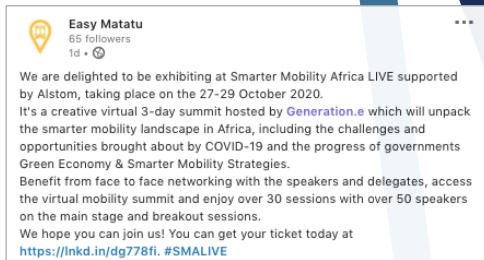 Easy Matatu
65 followers
1d •
We are delighted to be exhibiting at Smarter Mobility Africa LIVE supported
by Alstom, taking place on the 27-29 October 2020.
It's a creative virtual 3-day summit hosted by Generation.e which will unpack
the smarter mobility landscape in Africa, including the challenges and
opportunities brought about by COVID-19 and the progress of governments
Green Economy & Smarter Mobility Strategies.
Benefit from face to face networking with the speakers and delegates, access
the virtual mobility summit and enjoy over 30 sessions with over 50 speakers
on the main stage and breakout sessions.
We hope you can join us! You can get your ticket today at
https://lnkd.in/dg778fi. #SMALIVE